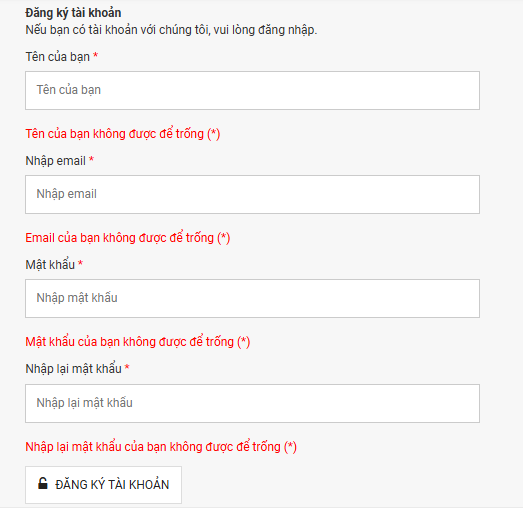 Đăng ký tài khoản
Nếu bạn có tài khoản với chúng tôi, vui lòng đăng nhập.
Tên của bạn *
Tên của bạn
Tên của bạn không được để trống (*)
Nhập email *
Nhập email
Email của bạn không được để trống (*)
Mật khẩu *
Nhập mật khẩu
Mật khẩu của bạn không được để trống (*)
Nhập lại mật khẩu *
Nhập lại mật khẩu
Nhập lại mật khẩu của bạn không được để trống (*)
ĐĂNG KÝ TÀI KHOẢN